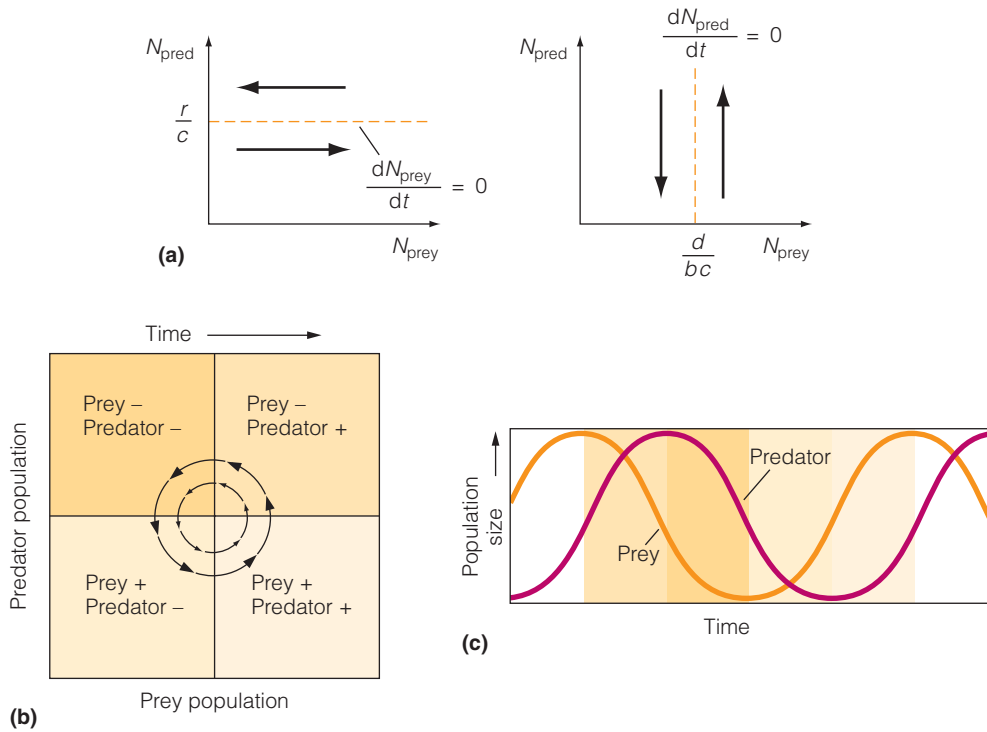 N_pred
r/c
dN_prey/dt = 0
N_prey
(a)
dN_pred/dt = 0
N_pred
d/bc
N_prey
Time
Prey –
Predator –
Prey –
Predator +
Prey +
Predator –
Prey +
Predator +
Predator population
Prey population
(b)
Population
size
Predator
Prey
Time
(c)